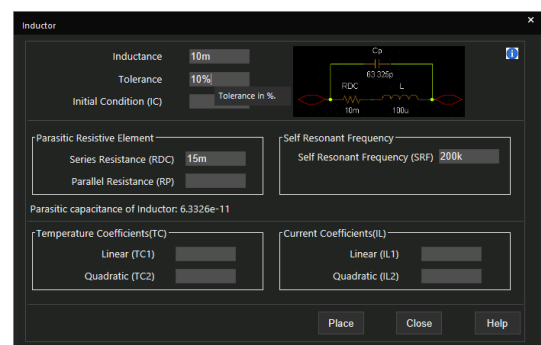 Inductor
×
Inductance 10m
Tolerance 10%
Tolerance in %.
Initial Condition (IC)
Cp
63.325p
RDC L
10m 100u
i
Parasitic Resistive Element
Series Resistance (RDC) 15m
Parallel Resistance (RP)
Self Resonant Frequency
Self Resonant Frequency (SRF) 200k
Parasitic capacitance of Inductor: 6.3326e-11
Temperature Coefficients(TC)
Linear (TC1)
Quadratic (TC2)
Current Coefficients(IL)
Linear (IL1)
Quadratic (IL2)
Place Close Help